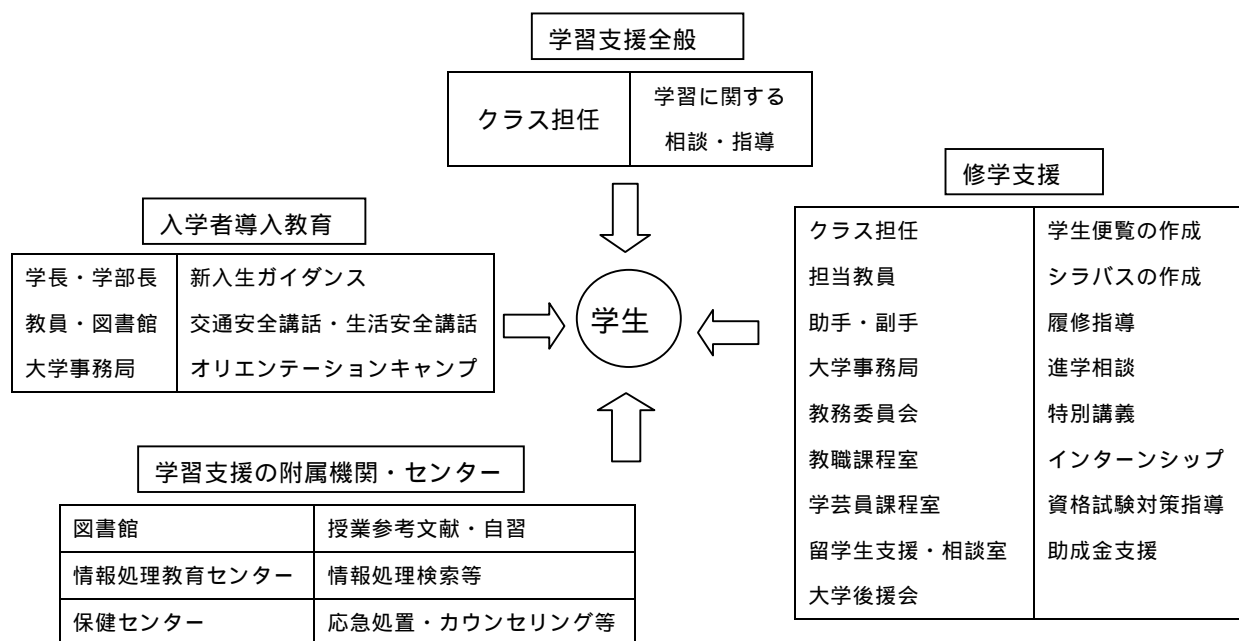 学習支援全般
クラス担任
学習に関する
相談・指導
入学者導入教育
学長・学部長 新入生ガイダンス
教員・図書館 交通安全講話・生活安全講話
大学事務局 オリエンテーションキャンプ
学生
修学支援
クラス担任 学生便覧の作成
担当教員 シラバスの作成
助手・副手 履修指導
大学事務局 進学相談
教務委員会 特別講義
教職課程室 インターンシップ
学芸員課程室 資格試験対策指導
留学生支援・相談室 助成金支援
大学後援会
学習支援の附属機関・センター
図書館 授業参考文献・自習
情報処理教育センター 情報処理検索等
保健センター 応急処置・カウンセリング等